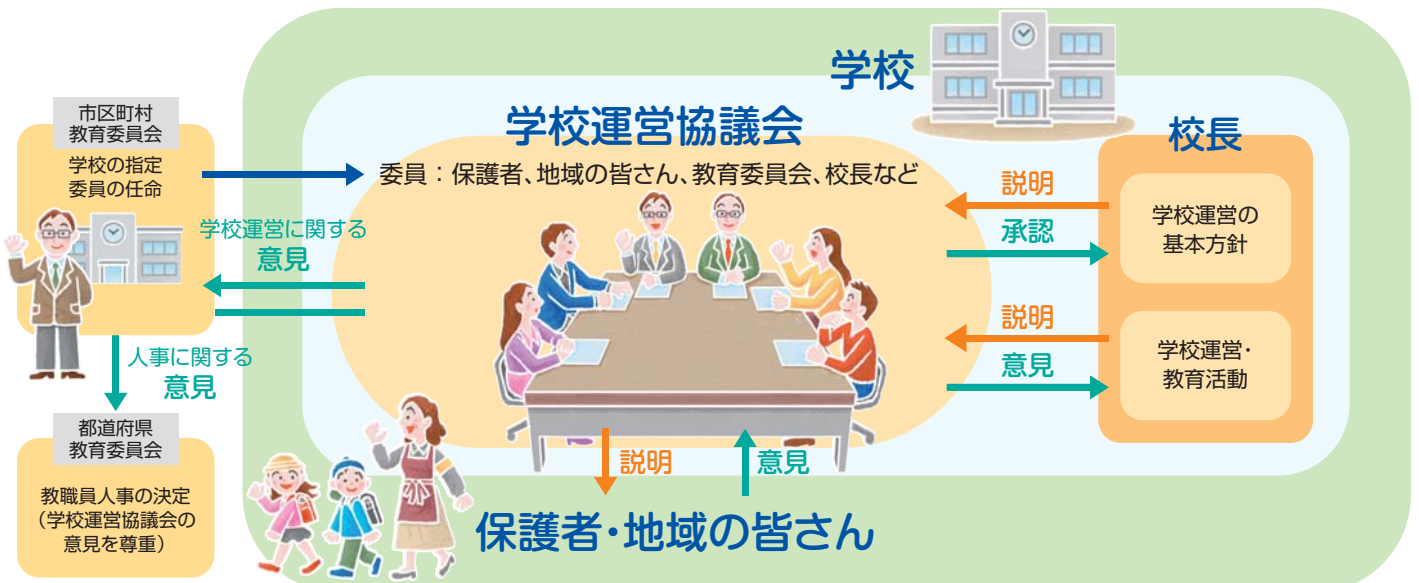 学校
市区町村
教育委員会
学校の指定
委員の任命
学校運営協議会
委員：保護者、地域の皆さん、教育委員会、校長など
校長
説明
承認
学校運営の
基本方針
説明
意見
学校運営・
教育活動
学校運営に関する
意見
人事に関する
意見
都道府県
教育委員会
教職員人事の決定
（学校運営協議会の
意見を尊重）
説明
意見
保護者・地域の皆さん